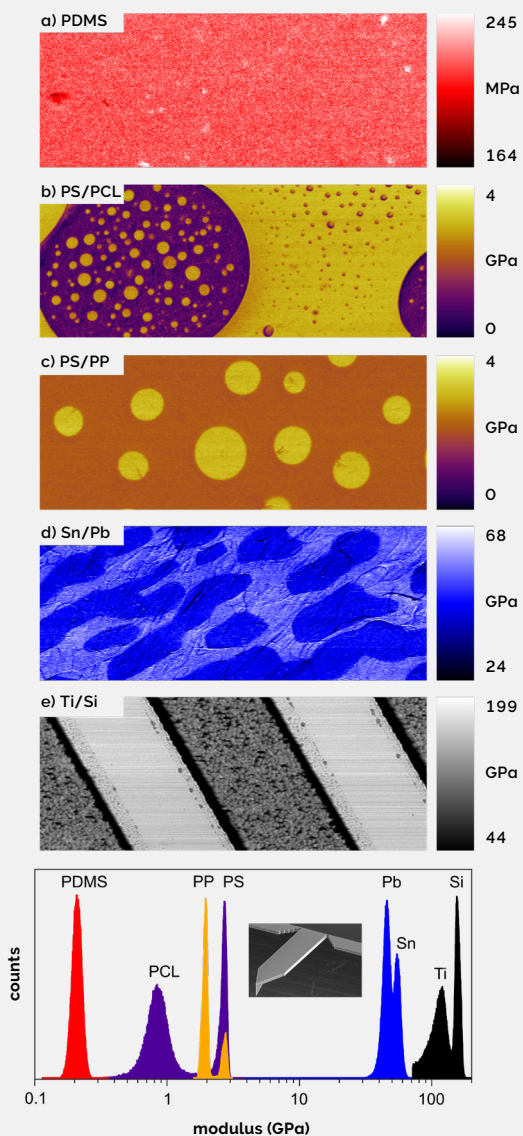 a) PDMS
245
MPa
164
b) PS/PCL
4
GPa
0
c) PS/PP
4
GPa
0
d) Sn/Pb
68
GPa
24
e) Ti/Si
199
GPa
44
PDMS
PP
PS
Pb
Si
Sn
PCL
Ti
counts
0.1
1
10
100
modulus (GPa)